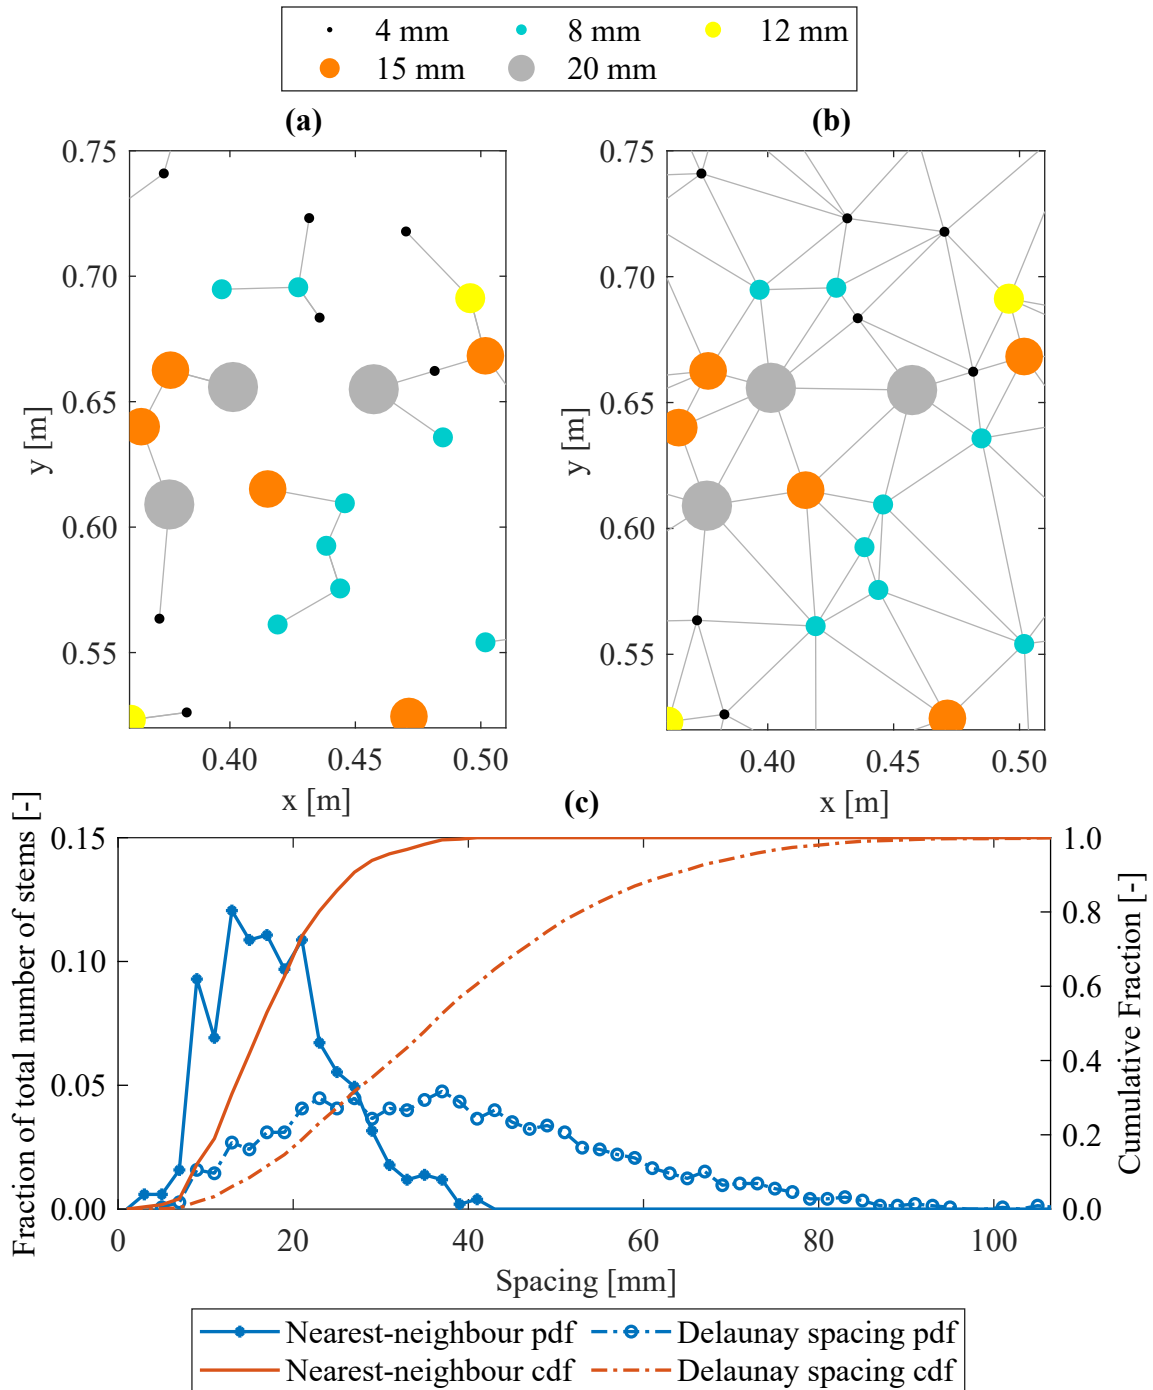 4 mm 8 mm 12 mm
15 mm 20 mm
(a) (b)
0.75
0.70
0.65
0.60
0.55
y [m]
0.40 0.45 0.50
x [m]
0.75
0.70
0.65
0.60
0.55
y [m]
0.40 0.45 0.50
x [m]
(c)
Fraction of total number of stems [-]
0.15
0.10
0.05
0.00
1.0
0.8
0.6
0.4
0.2
0.0
Cumulative Fraction [-]
0 20 40 60 80 100
Spacing [mm]
Nearest-neighbour pdf Delaunay spacing pdf
Nearest-neighbour cdf Delaunay spacing cdf